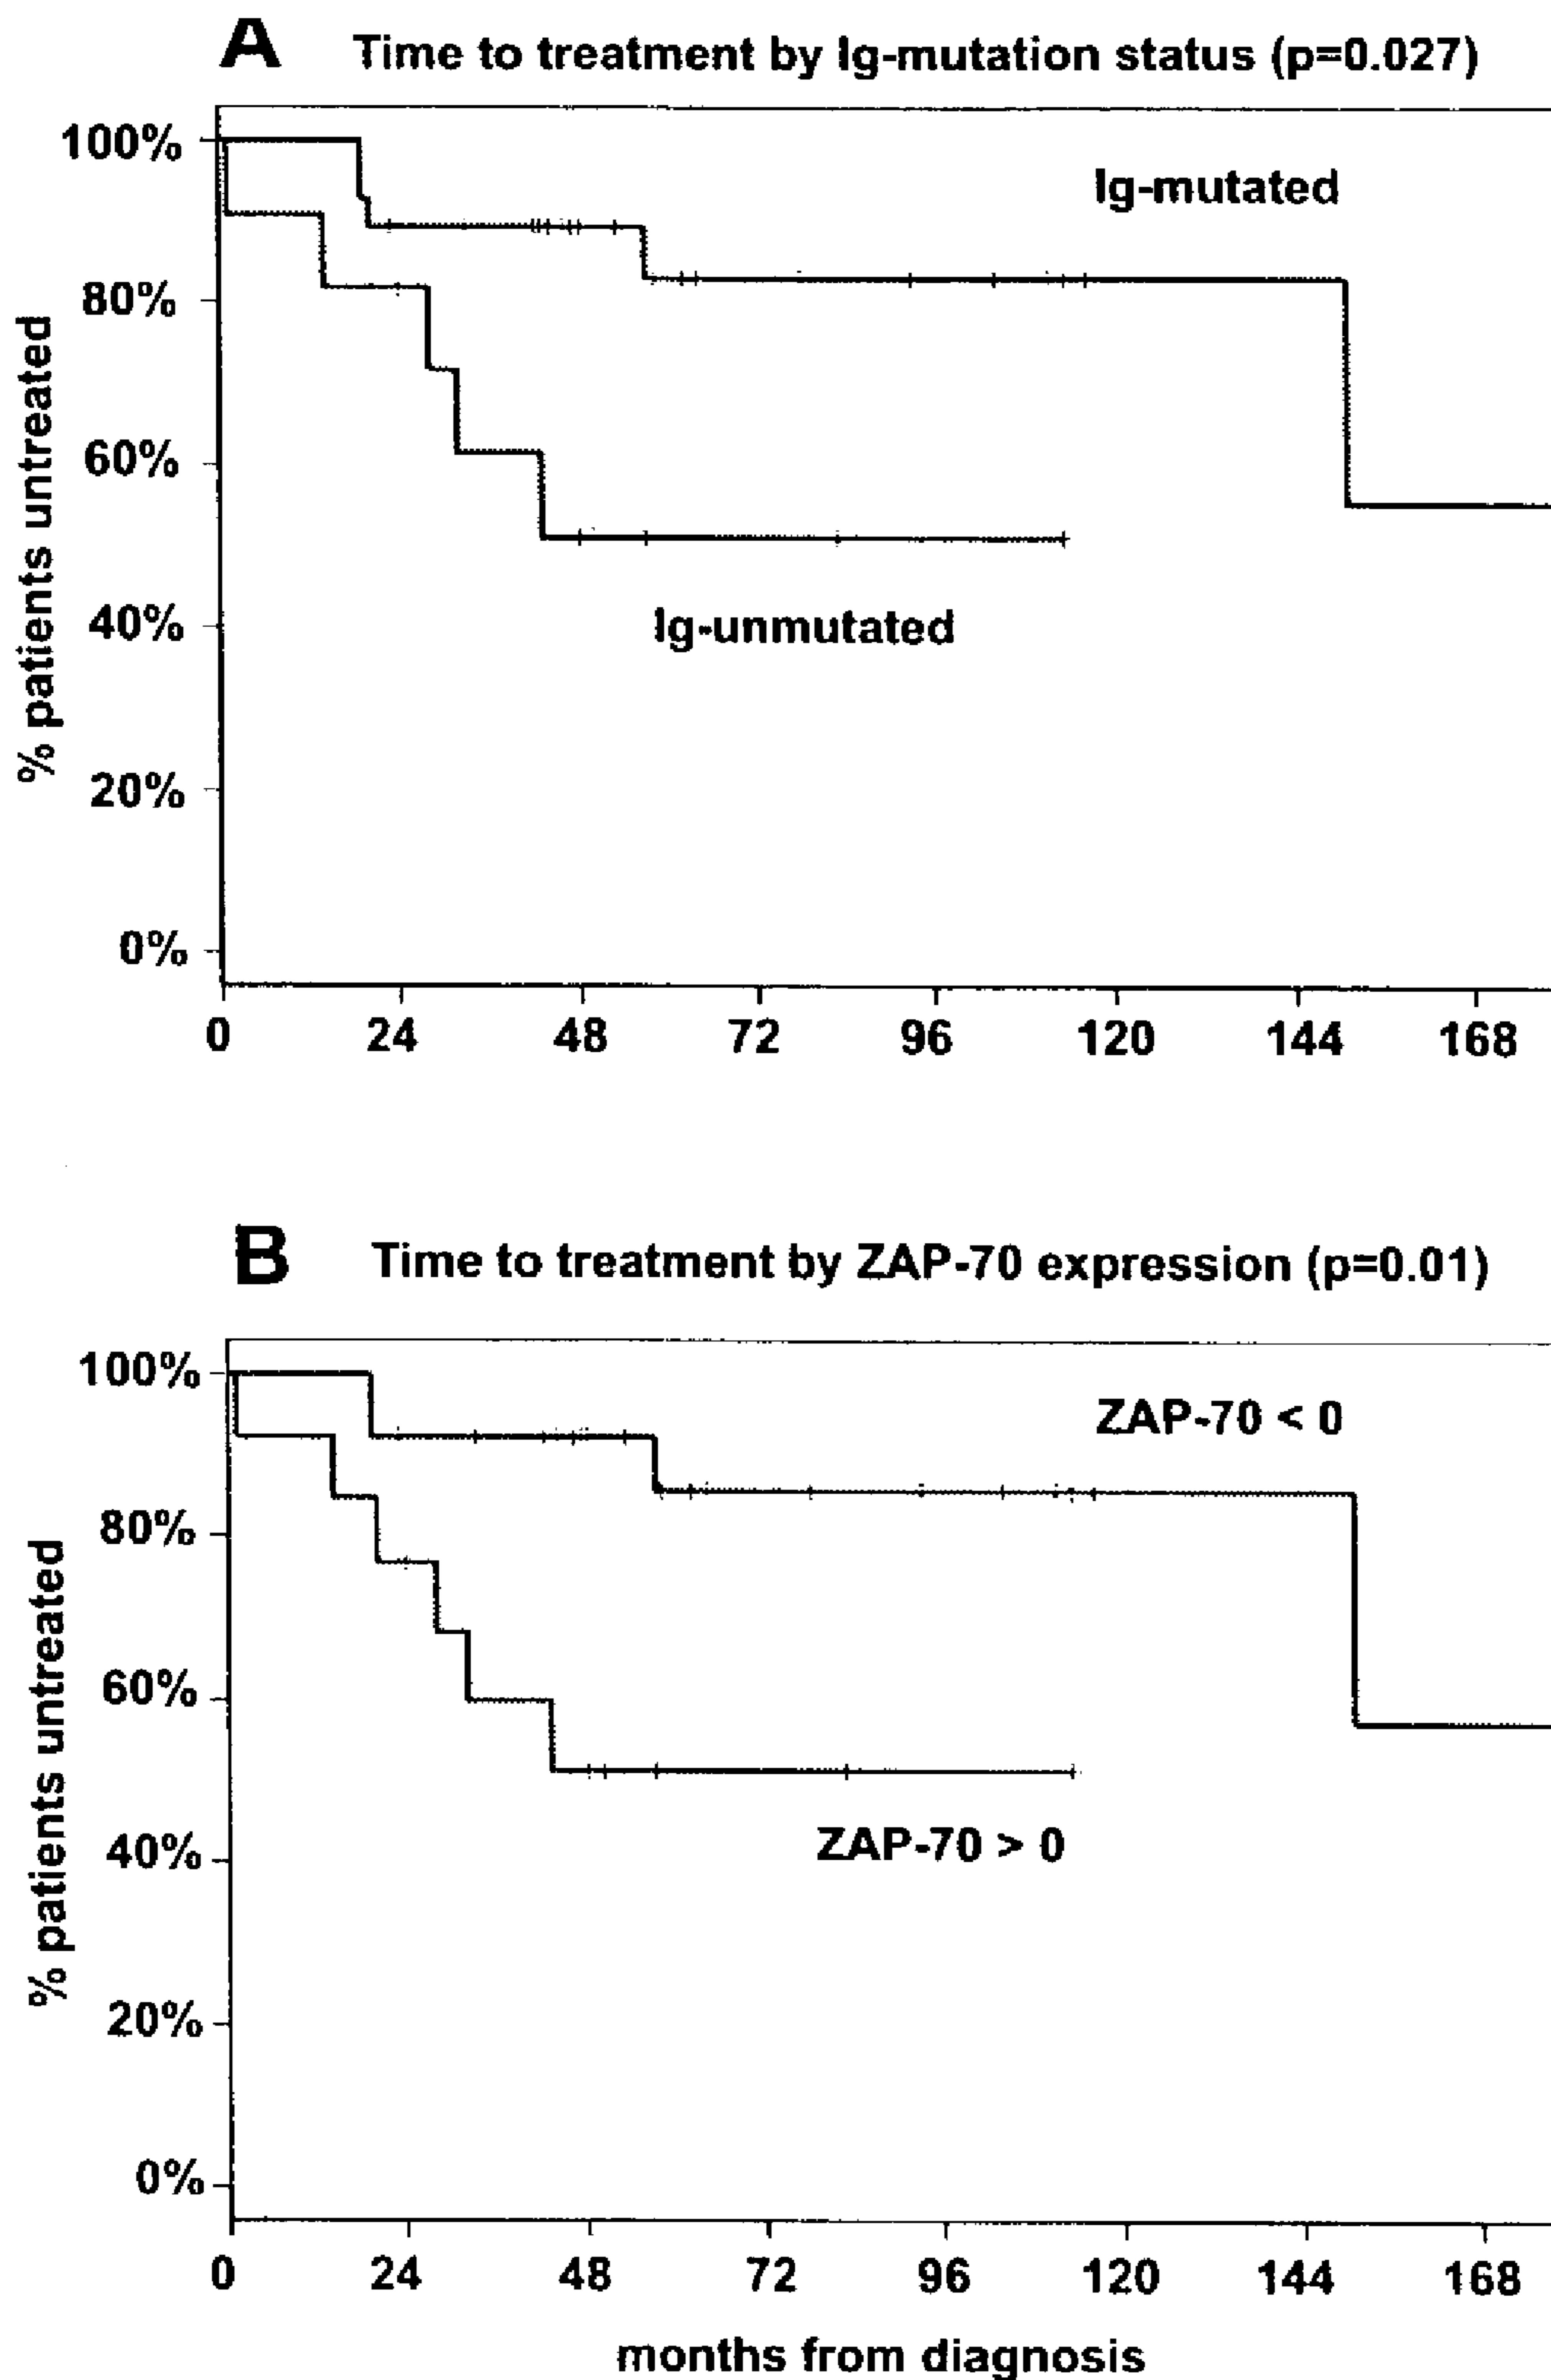 A Time to treatment by Ig-mutation status (p=0.027)
100%
Ig-mutated
80%
60%
40%
Ig-unmutated
20%
0%
% patients untreated
0 24 48 72 96 120 144 168
B Time to treatment by ZAP-70 expression (p=0.01)
100%
ZAP-70 < 0
80%
60%
40%
ZAP-70 > 0
20%
0%
% patients untreated
0 24 48 72 96 120 144 168
months from diagnosis